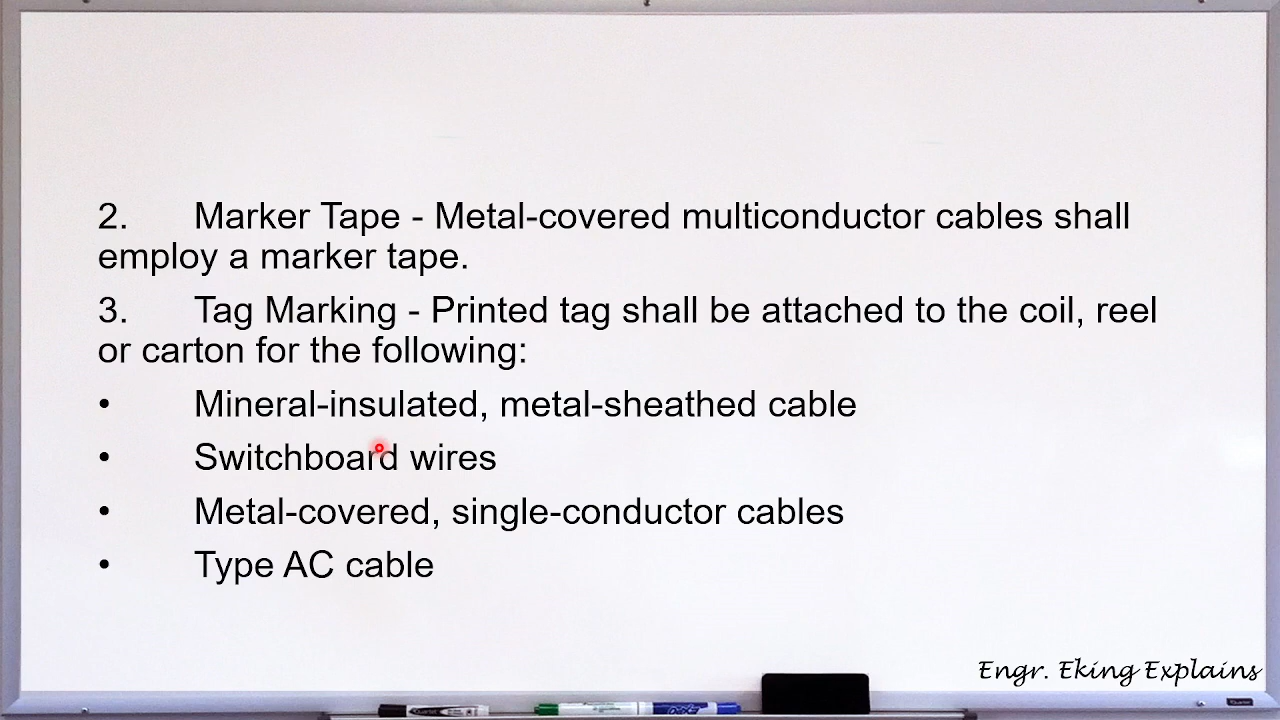 2. Marker Tape - Metal-covered multiconductor cables shall
employ a marker tape.
3. Tag Marking - Printed tag shall be attached to the coil, reel
or carton for the following:
• Mineral-insulated, metal-sheathed cable
• Switchboard wires
• Metal-covered, single-conductor cables
• Type AC cable
Engr. Eking Explains